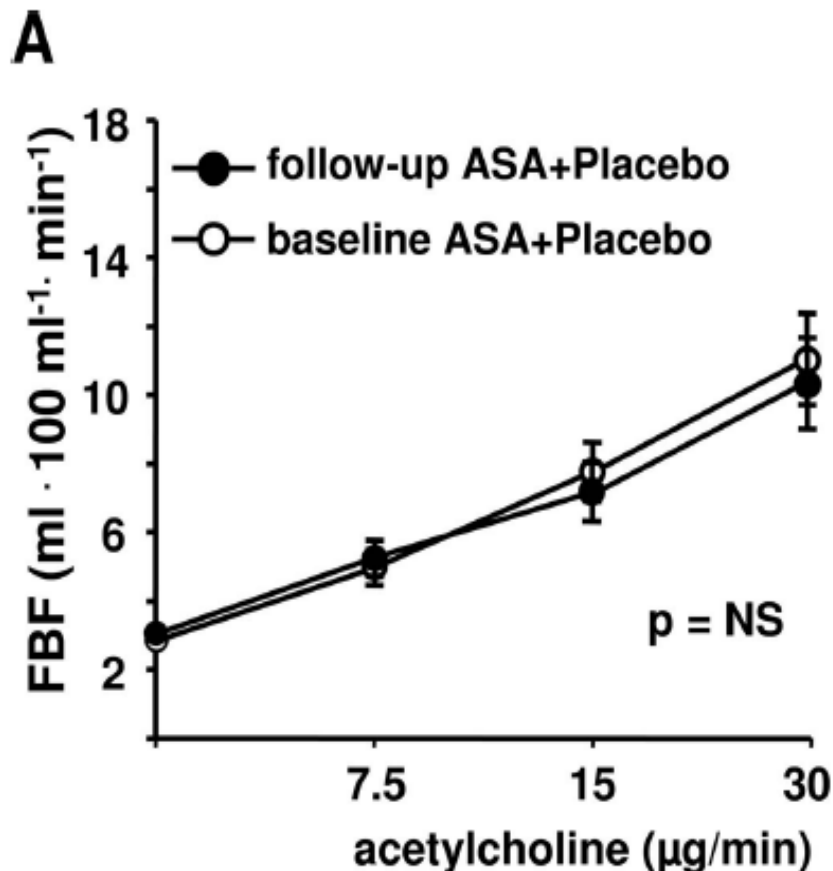 A
18
14
10
6
2
FBF (ml · 100 ml⁻¹· min⁻¹)
follow-up ASA+Placebo
baseline ASA+Placebo
p = NS
7.5 15 30
acetylcholine (µg/min)